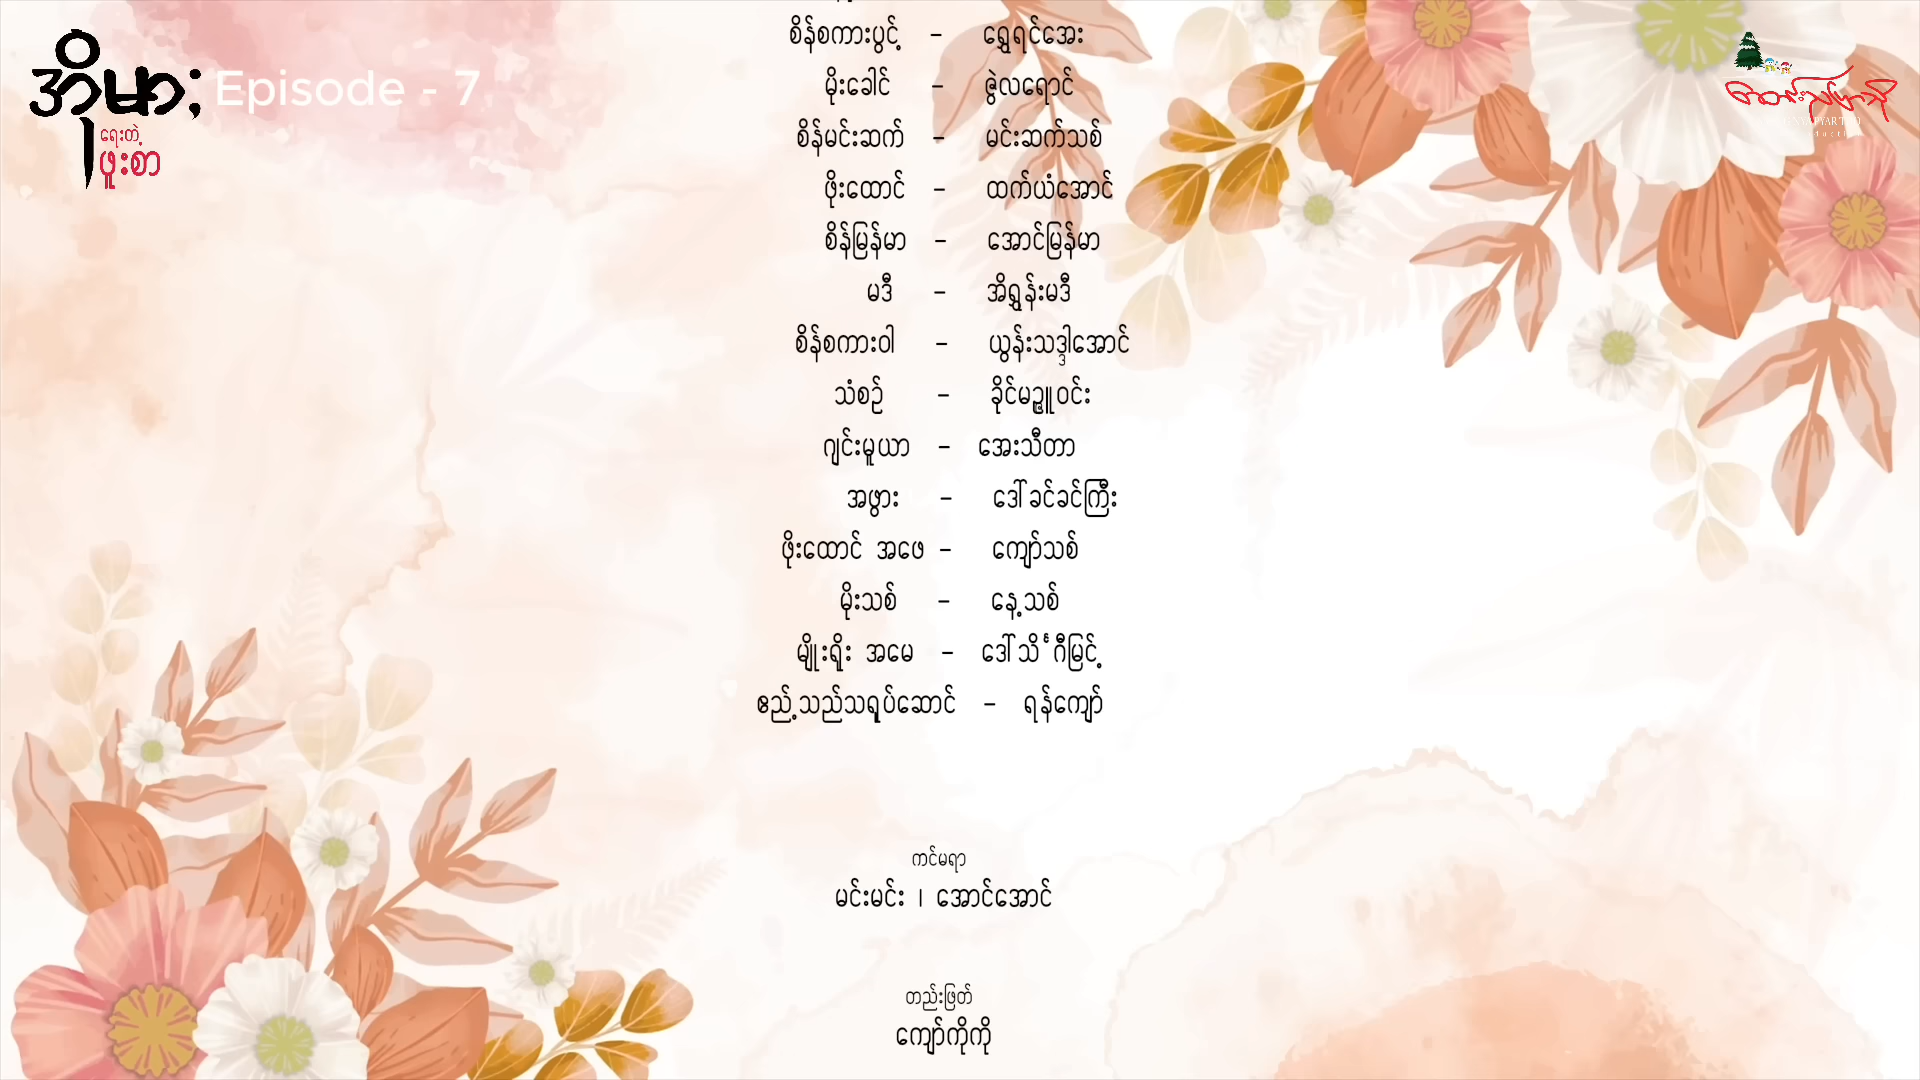 အိုမာ;
ရေးတဲ့
ဖူးစာ
Episode - 7
စိန်စကားပွင့် - ရွှေရင်အေး
မိုးခေါင် - ဇွဲလရောင်
စိန်မင်းဆက် - မင်းဆက်သစ်
ဖိုးထောင် - ထက်ယံအောင်
စိန်မြန်မာ - အောင်မြန်မာ
မဒီ - အိရွှန်းမဒီ
စိန်စကားဝါ - ယွန်းသဒ္ဒါအောင်
သံစဉ် - ခိုင်မဥ္ဇူဝင်း
ဂျင်းမူယာ - အေးသီတာ
အဖွား - ဒေါ်ခင်ခင်ကြီး
ဖိုးထောင် အဖေ - ကျော်သစ်
မိုးသစ် - နေ့သစ်
မျိုးရိုး အမေ - ဒေါ်သိင်္ဂီမြင့်
ဧည့်သည်သရုပ်ဆောင် - ရန်ကျော်
ကင်မရာ
မင်းမင်း ၊ အောင်အောင်
တည်းဖြတ်
ကျော်ကိုကို